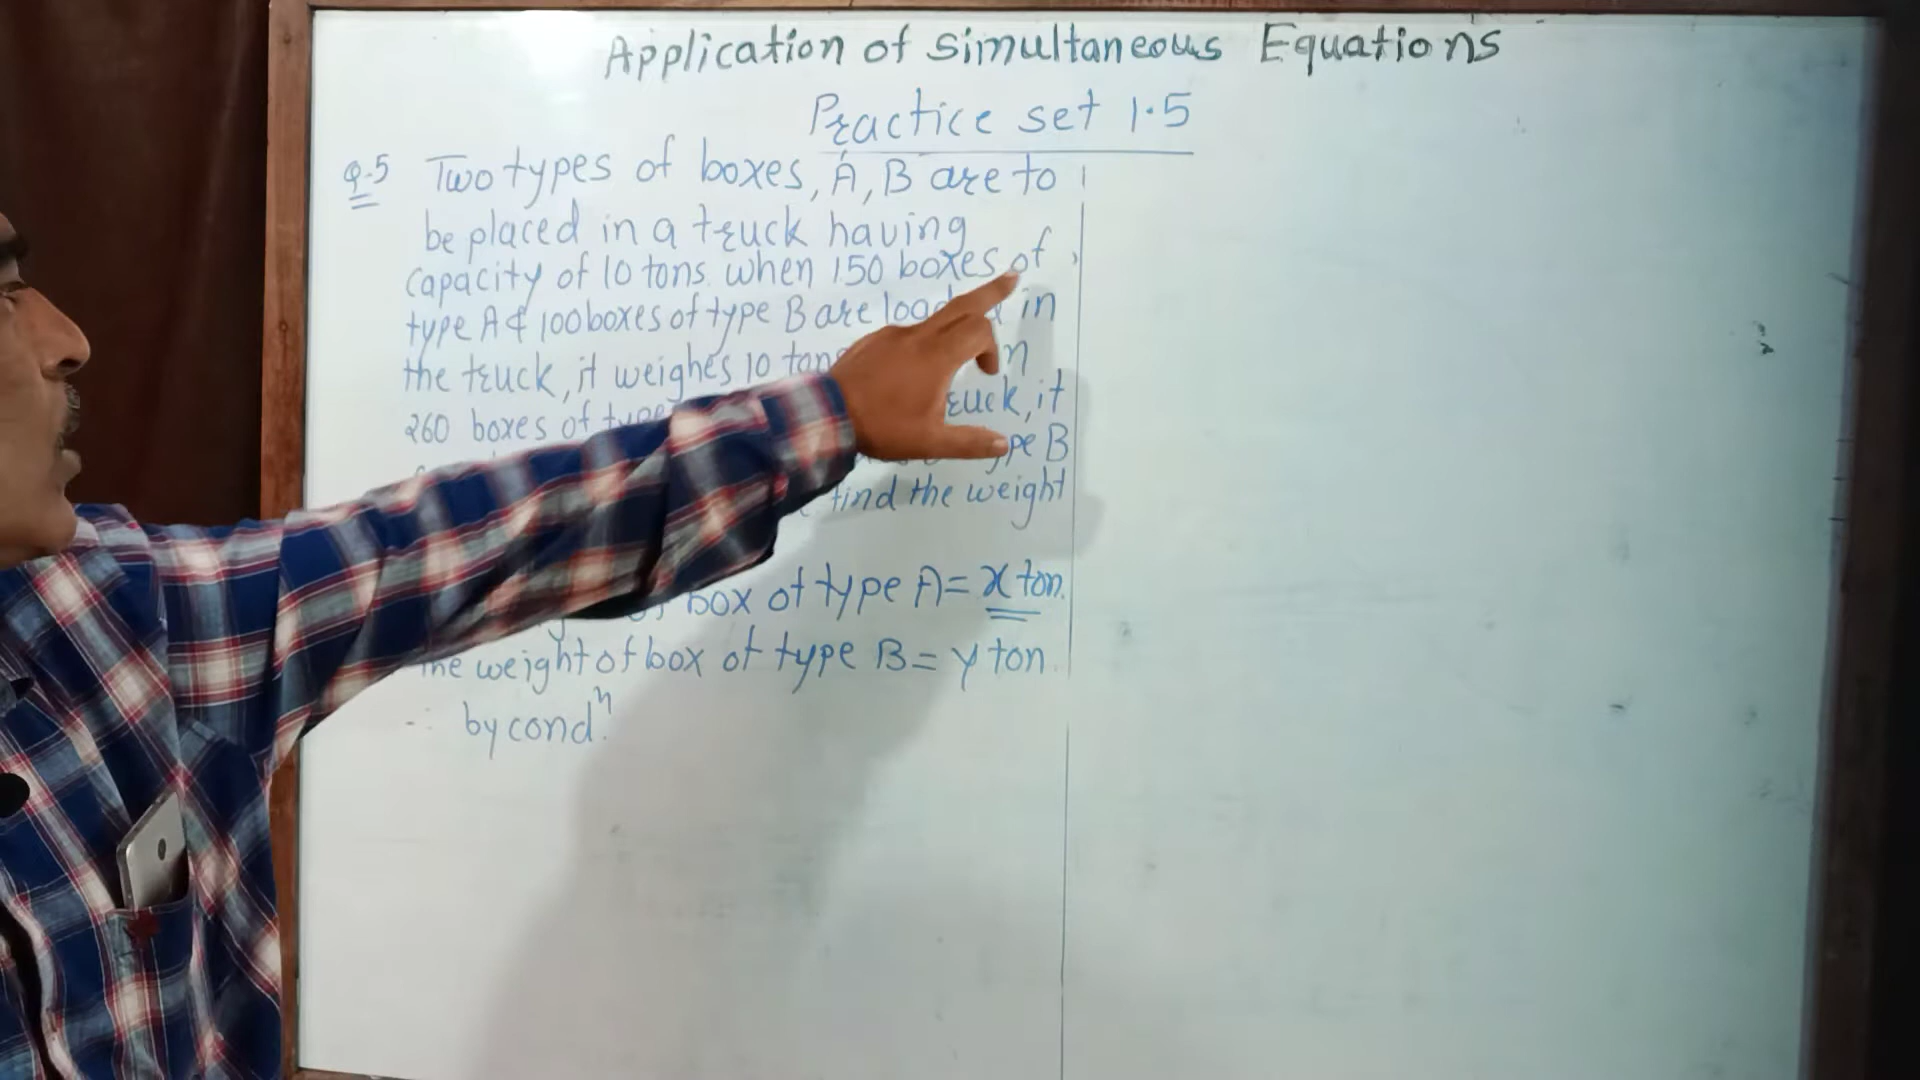 Application of Simultaneous Equations
Practice set 1.5
Q.5 Two types of boxes, A, B are to
be placed in a truck having
capacity of 10 tons. when 150 boxes of
type A & 100 boxes of type B are in
the truck, it weighes 10
260 boxes of truck, it
type B
find the weight
box of type A = x ton.
the weight of box of type B = y ton.
∴ by condⁿ.